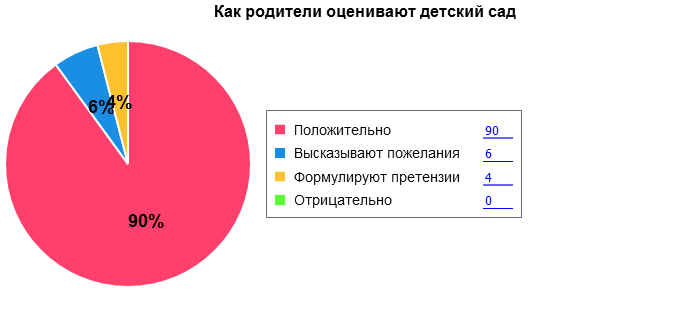 Как родители оценивают детский сад
6%
4%
90%
Положительно 90
Высказывают пожелания 6
Формулируют претензии 4
Отрицательно 0